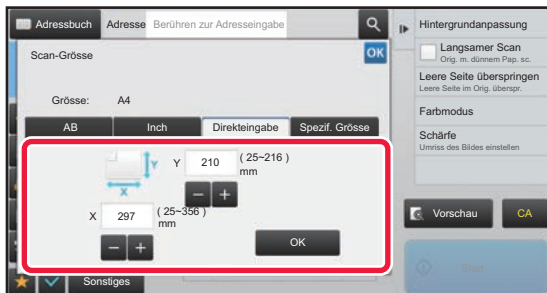 Adressbuch
Adresse
Berühren zur Adresseingabe
Scan-Grösse
OK
Grösse: A4
AB
Inch
Direkteingabe
Spezif. Grösse
Y
X
Y 210 ( 25~216 )
mm
X 297 ( 25~356 )
mm
OK
Sonstiges
Hintergrundanpassung
Langsamer Scan
Orig. m. dünnem Pap. sc.
Leere Seite überspringen
Leere Seite im Orig. überspr.
Farbmodus
Schärfe
Umriss des Bildes einstellen
Vorschau
CA
Start